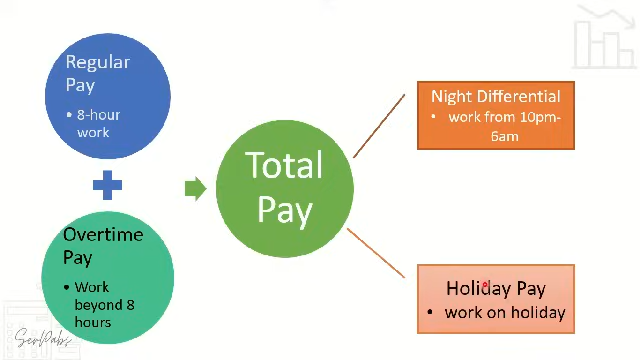 Regular
Pay
• 8-hour
work
Overtime
Pay
• Work
beyond 8
hours
Total
Pay
Night Differential
• work from 10pm-
6am
Holiday Pay
• work on holiday
SerPabs